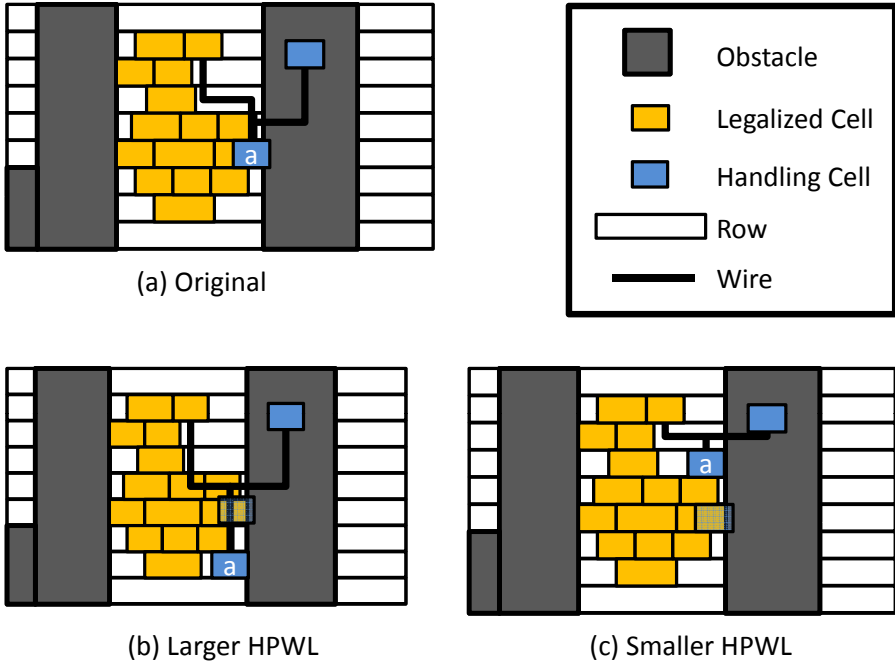 Obstacle
Legalized Cell
a
Handling Cell
Row
Wire
(a) Original
a
a
(b) Larger HPWL
(c) Smaller HPWL